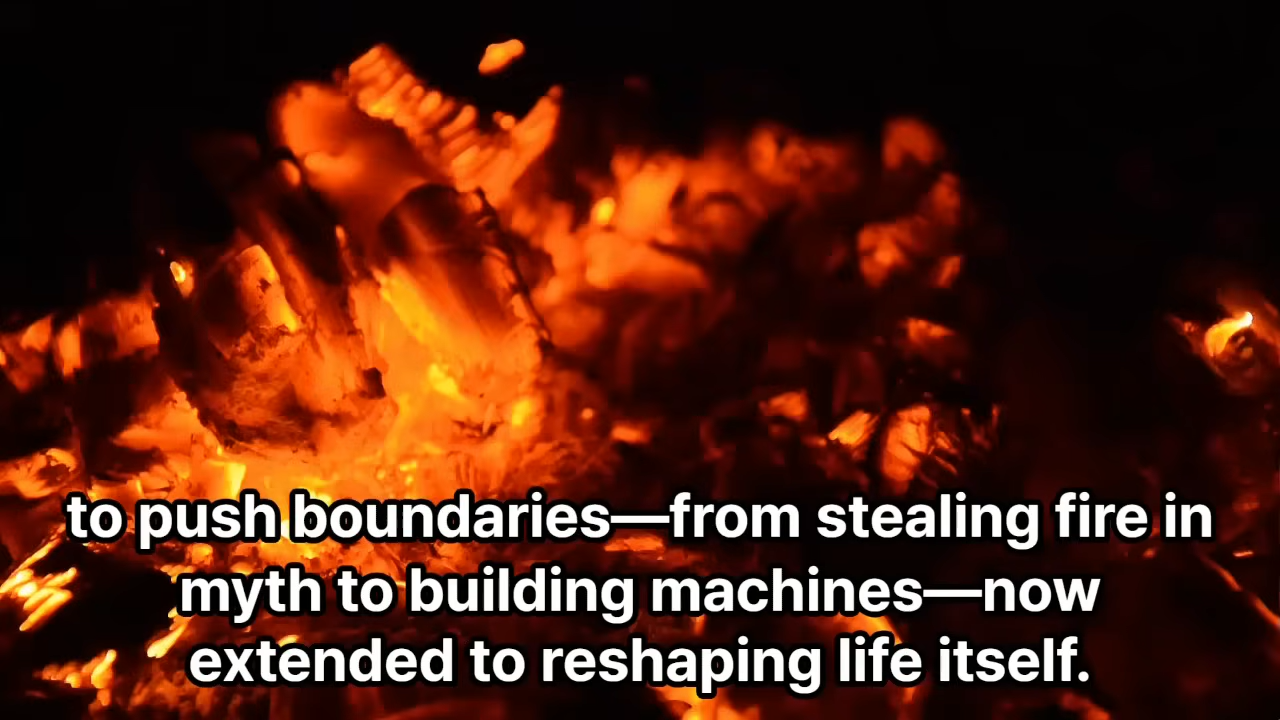 to push boundaries—from stealing fire in
myth to building machines—now
extended to reshaping life itself.